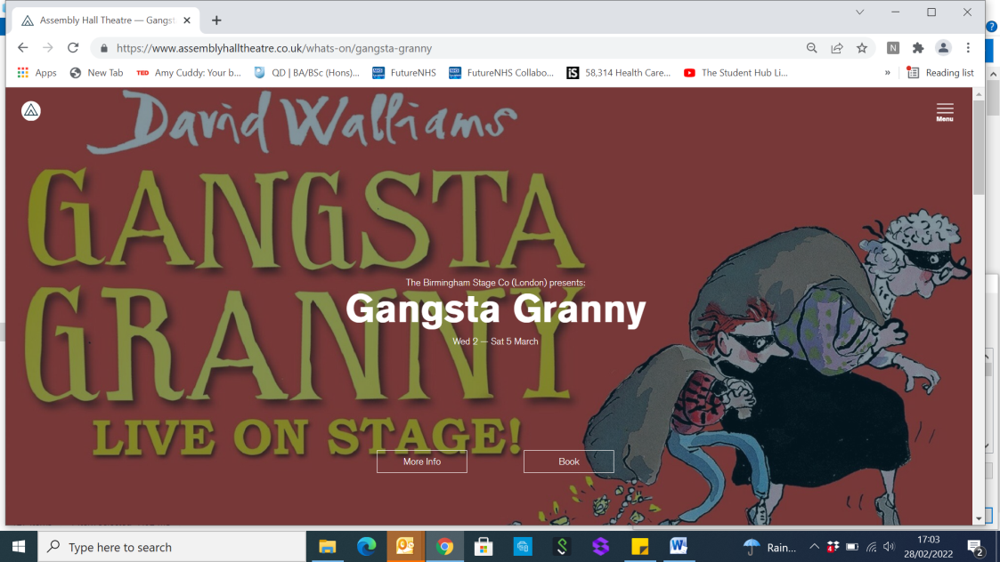 Assembly Hall Theatre — Gangst
https://www.assemblyhalltheatre.co.uk/whats-on/gangsta-granny
N
Apps
New Tab
TED Amy Cuddy: Your b...
QD | BA/BSc (Hons)...
FutureNHS
FutureNHS Collabo...
iS 58,314 Health Care...
The Student Hub Li...
»
Reading list
David Walliams
Menu
GANGSTA
The Birmingham Stage Co (London) presents:
Gangsta Granny
GRANNY
Wed 2 — Sat 5 March
LIVE ON STAGE!
More Info
Book
Type here to search
Rain...
17:03
28/02/2022
2